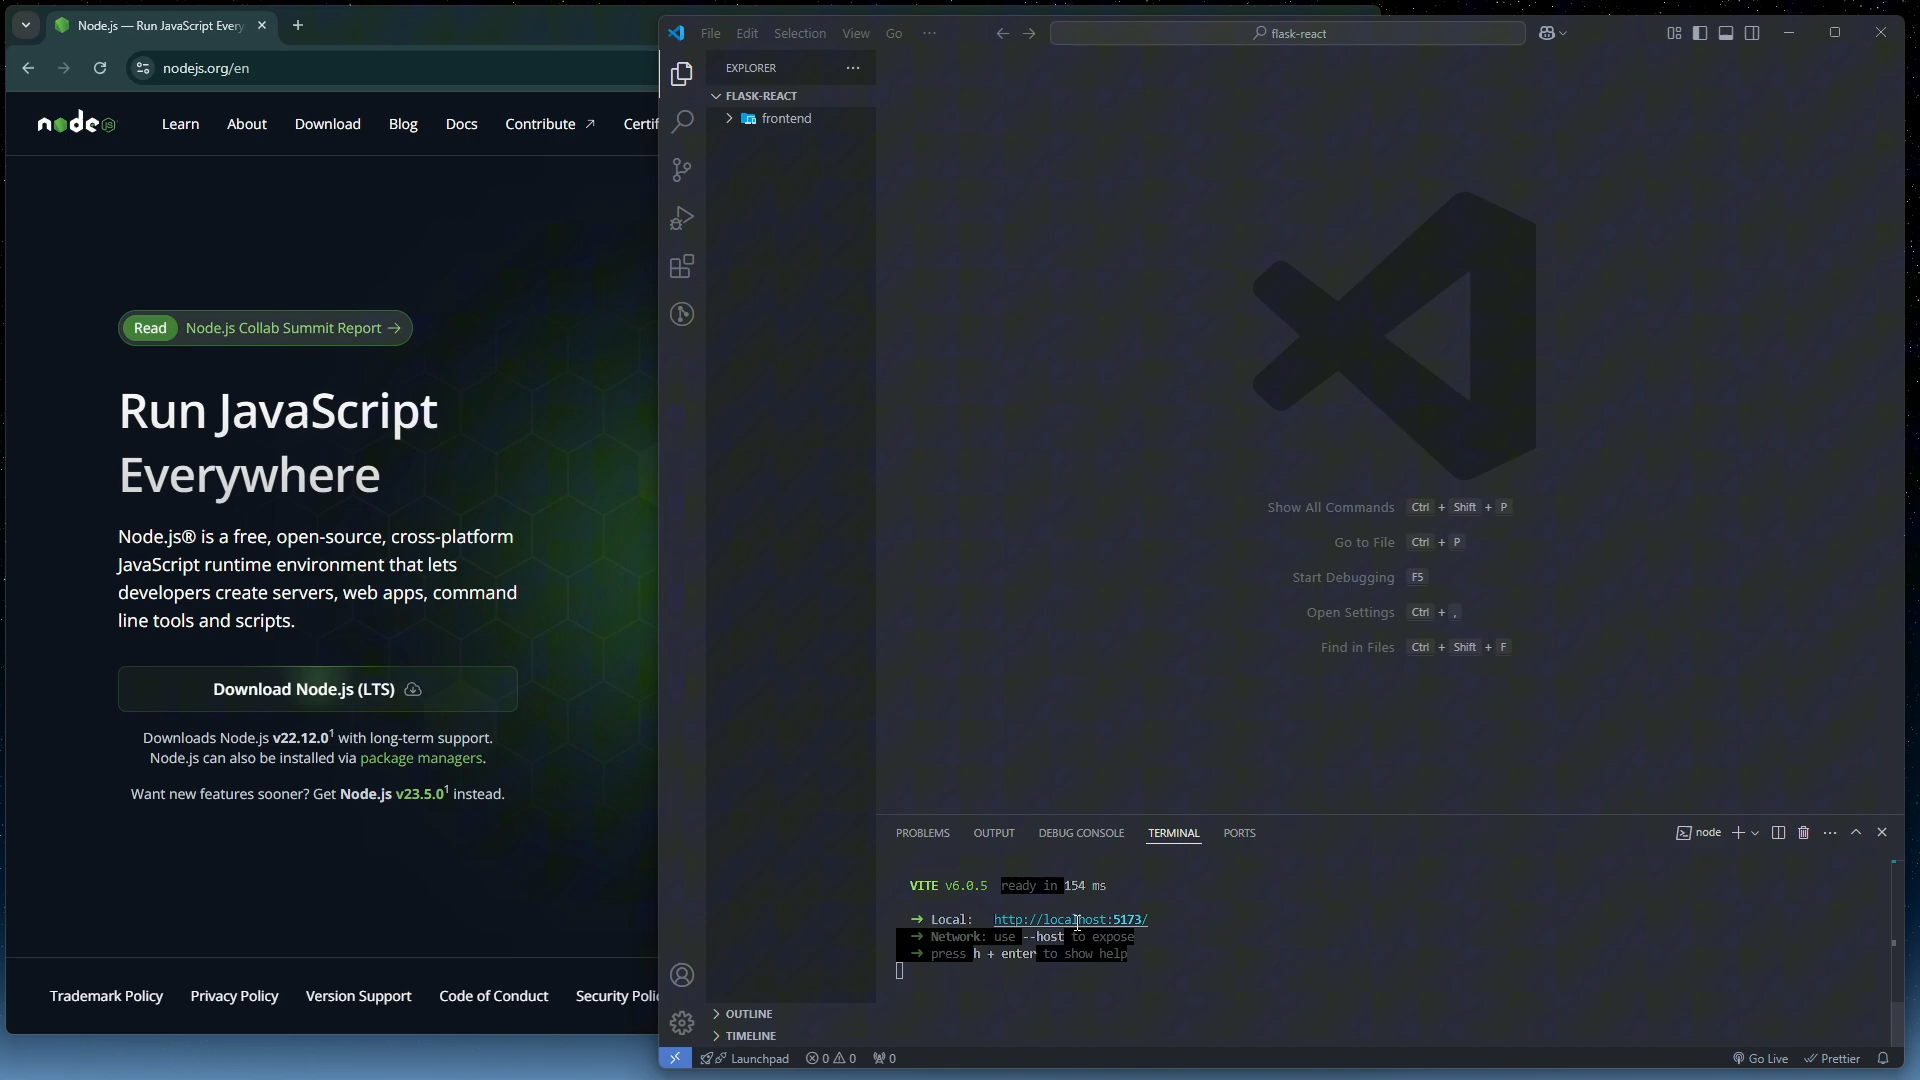 Node.js — Run JavaScript Every
nodejs.org/en
node
JS
Learn
About
Download
Blog
Docs
Contribute ↗
Certif
Read Node.js Collab Summit Report →
Run JavaScript
Everywhere
Node.js® is a free, open-source, cross-platform
JavaScript runtime environment that lets
developers create servers, web apps, command
line tools and scripts.
Download Node.js (LTS)
Downloads Node.js v22.12.0¹ with long-term support.
Node.js can also be installed via package managers.
Want new features sooner? Get Node.js v23.5.0¹ instead.
Trademark Policy
Privacy Policy
Version Support
Code of Conduct
Security Polic
File
Edit
Selection
View
Go
···
flask-react
EXPLORER
···
FLASK-REACT
frontend
Show All Commands Ctrl + Shift + P
Go to File Ctrl + P
Start Debugging F5
Open Settings Ctrl + ,
Find in Files Ctrl + Shift + F
PROBLEMS
OUTPUT
DEBUG CONSOLE
TERMINAL
PORTS
node
VITE v6.0.5 ready in 154 ms
➜ Local: http://localhost:5173/
➜ Network: use --host to expose
➜ press h + enter to show help
OUTLINE
TIMELINE
Launchpad
0
0
0
Go Live
Prettier